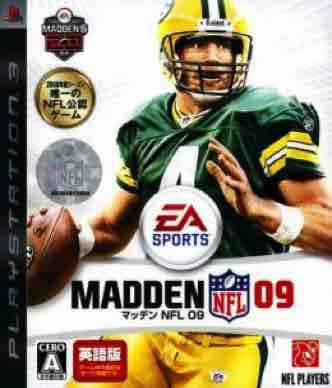 PLAYSTATION 3
EA
MADDEN
20
2008年度シーズン
唯一の
NFL公認
ゲーム
4
EA
SPORTS
MADDEN NFL 09
マッデン NFL 09
CERO
A
英語版
NFL PLAYERS